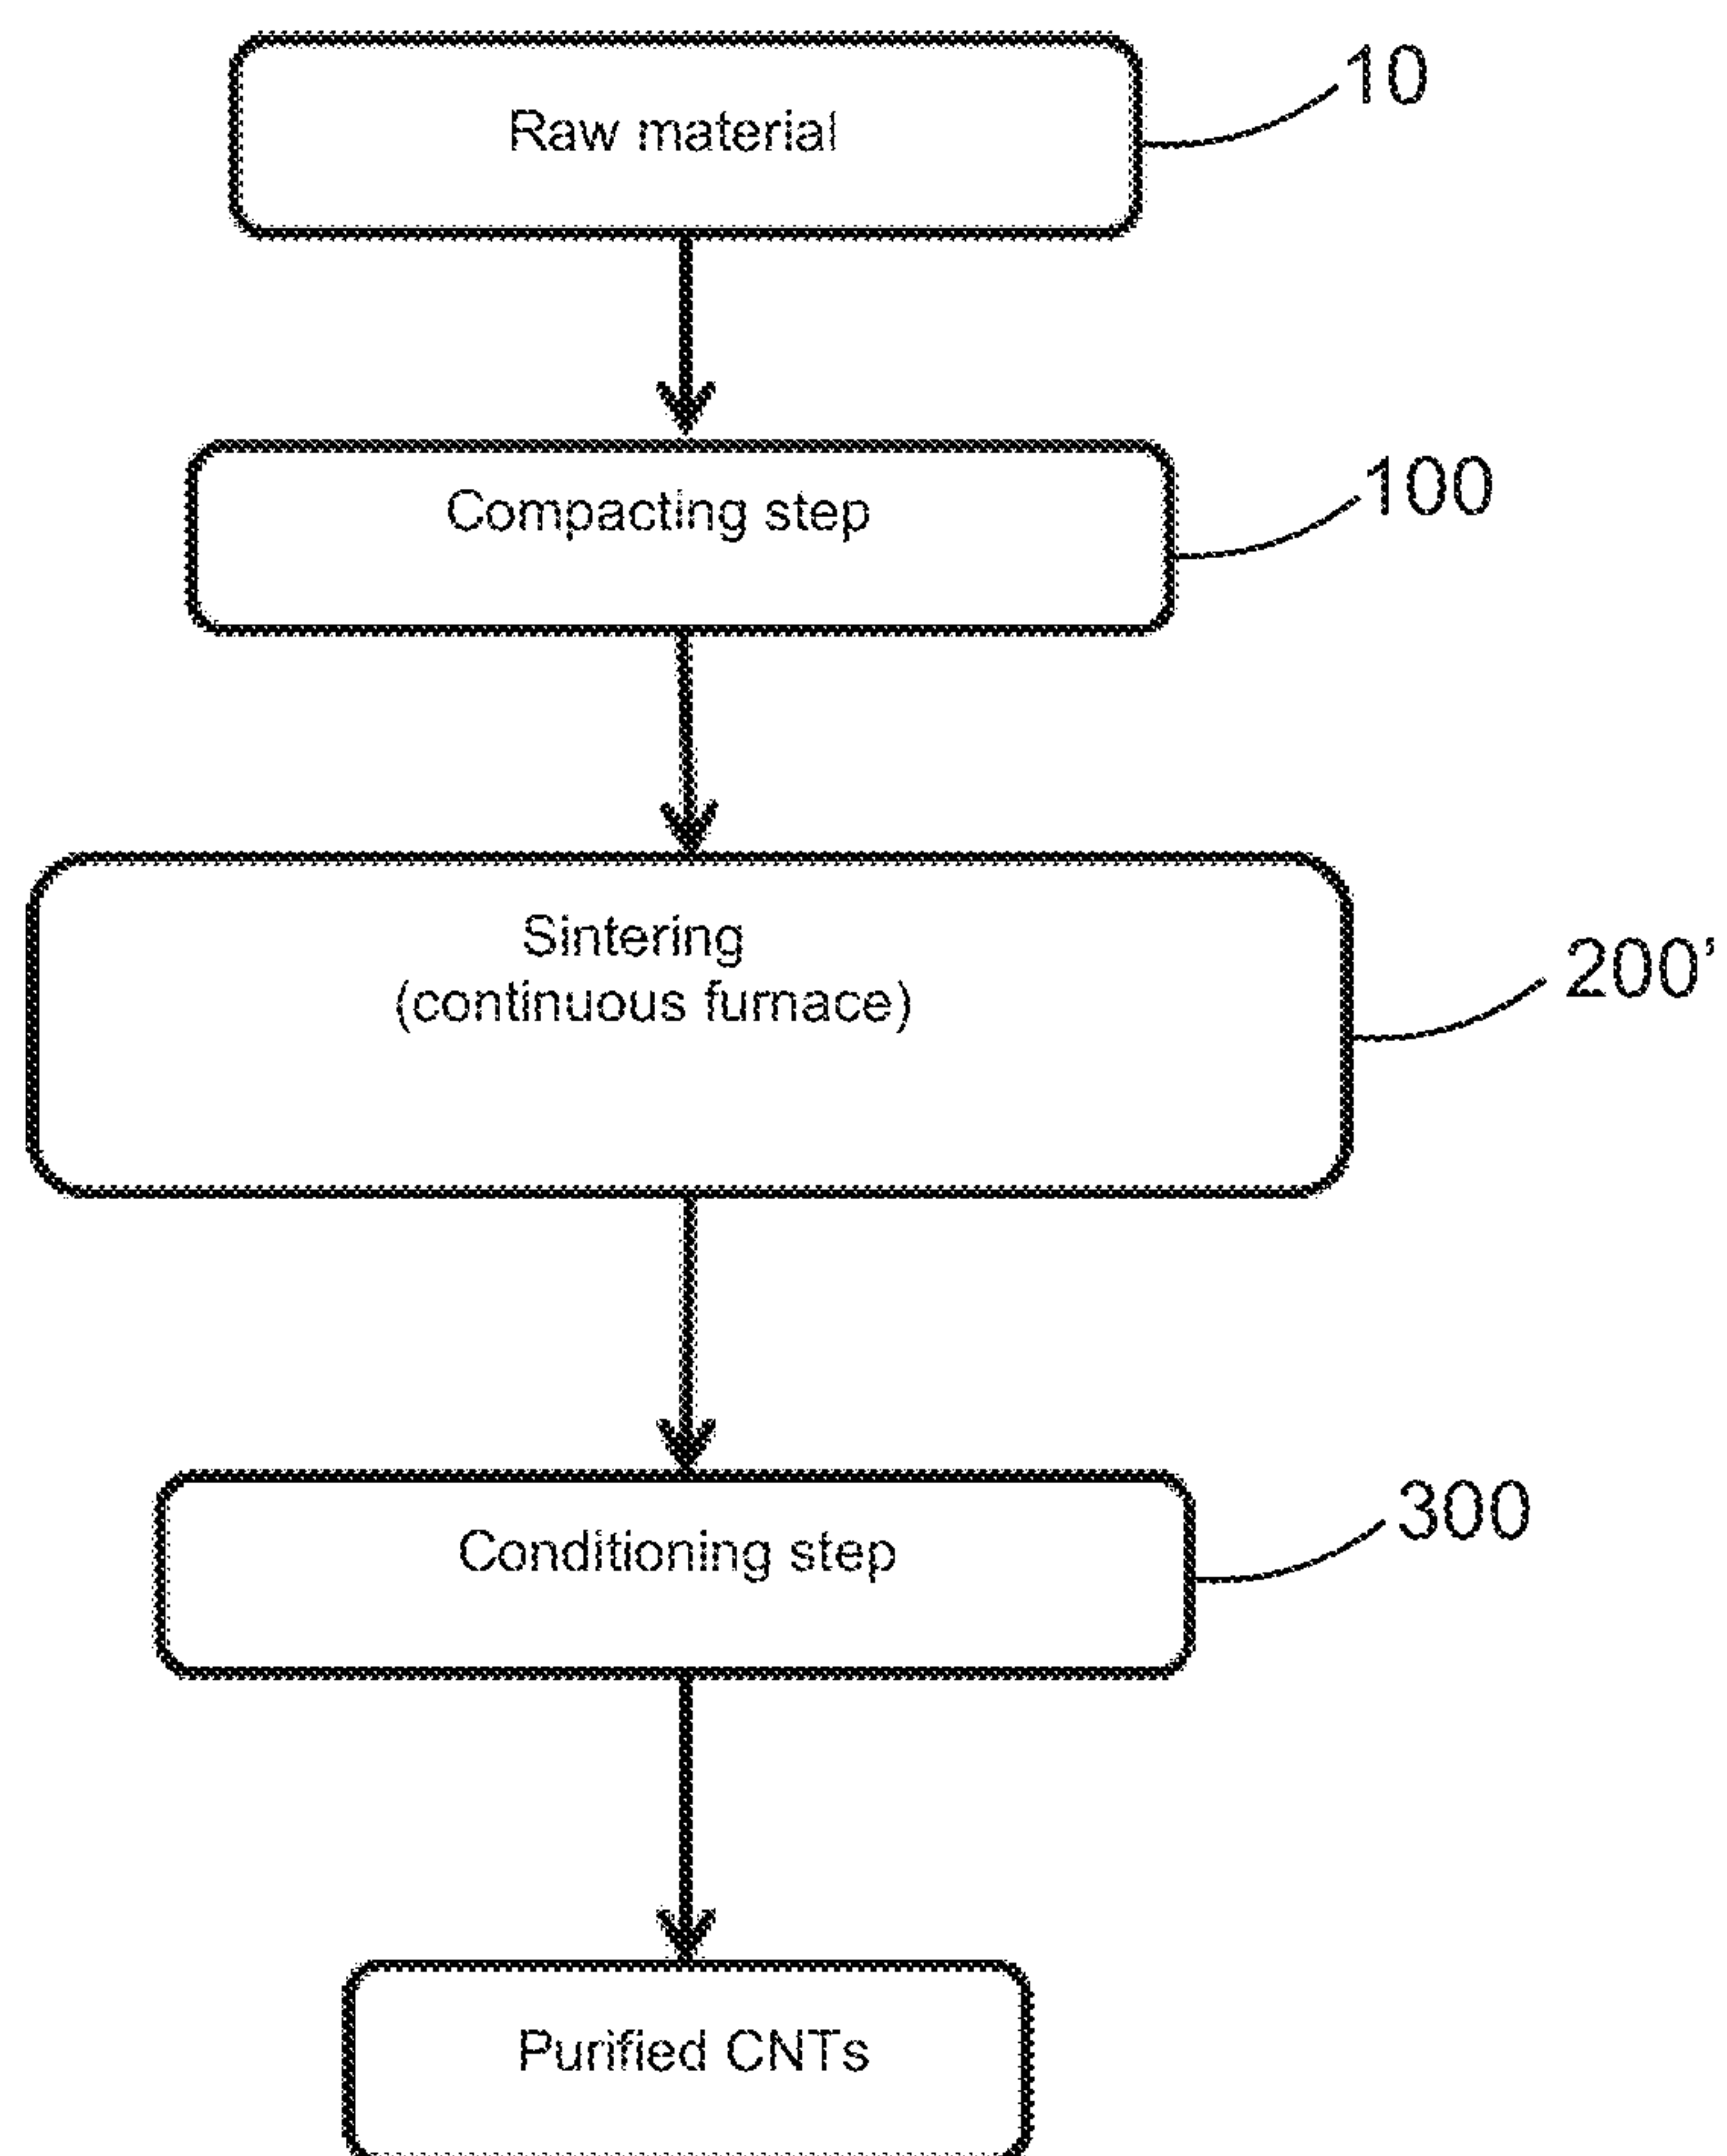 Raw material
10
Compacting step
100
Sintering
(continuous furnace)
200'
Conditioning step
300
Purified CNTs